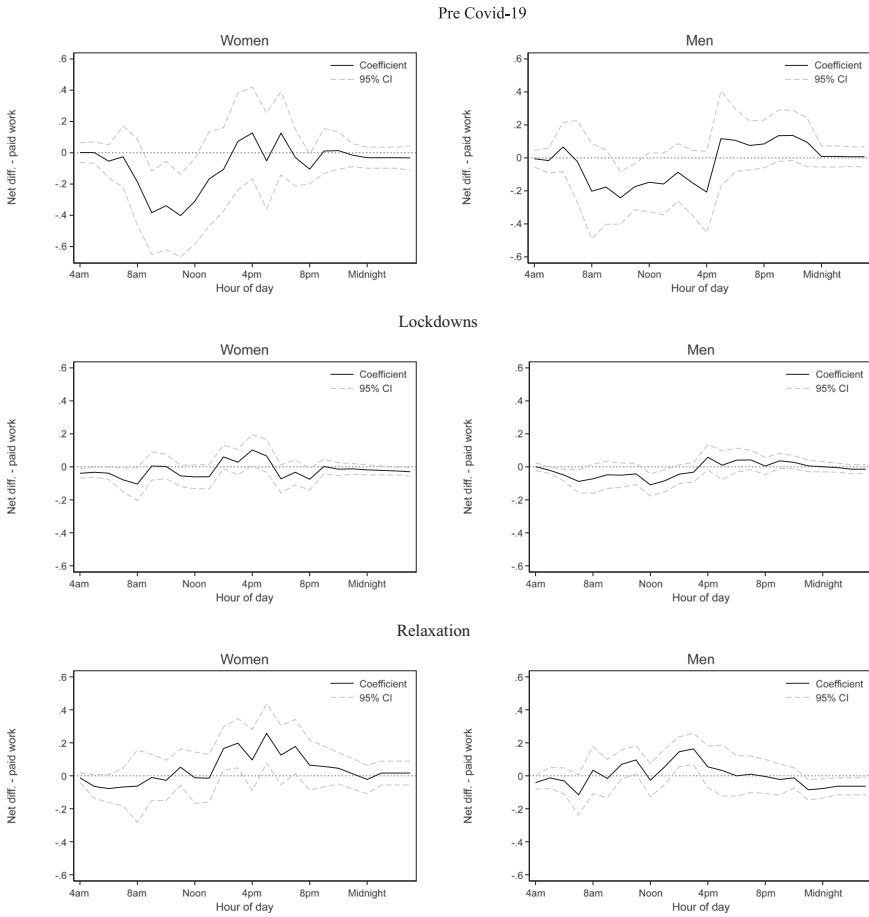 Pre Covid-19
Women
Net diff. - paid work
.6
.4
.2
0
-.2
-.4
-.6
Coefficient
95% CI
4am 8am Noon 4pm 8pm Midnight
Hour of day
Men
Net diff. - paid work
.6
.4
.2
0
-.2
-.4
-.6
Coefficient
95% CI
4am 8am Noon 4pm 8pm Midnight
Hour of day
Lockdowns
Women
Net diff. - paid work
.6
.4
.2
0
-.2
-.4
-.6
Coefficient
95% CI
4am 8am Noon 4pm 8pm Midnight
Hour of day
Men
Net diff. - paid work
.6
.4
.2
0
-.2
-.4
-.6
Coefficient
95% CI
4am 8am Noon 4pm 8pm Midnight
Hour of day
Relaxation
Women
Net diff. - paid work
.6
.4
.2
0
-.2
-.4
-.6
Coefficient
95% CI
4am 8am Noon 4pm 8pm Midnight
Hour of day
Men
Net diff. - paid work
.6
.4
.2
0
-.2
-.4
-.6
Coefficient
95% CI
4am 8am Noon 4pm 8pm Midnight
Hour of day